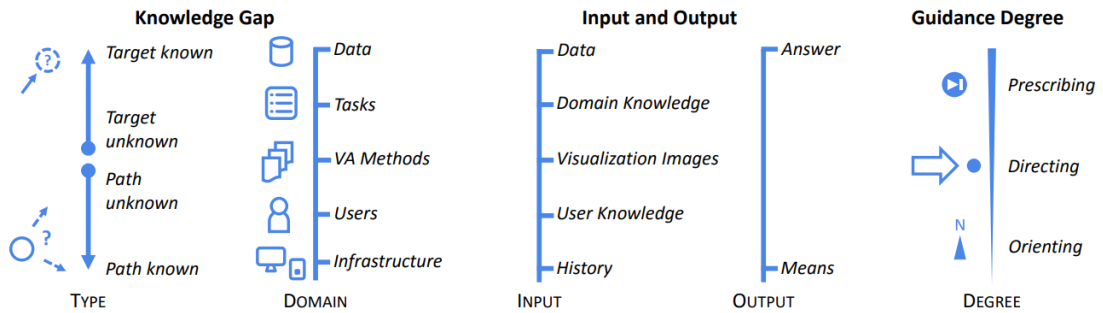 Knowledge Gap
Input and Output
Guidance Degree
Target known
Target
unknown
Path
unknown
Path known
?
?
TYPE
Data
Tasks
VA Methods
Users
Infrastructure
DOMAIN
Data
Domain Knowledge
Visualization Images
User Knowledge
History
INPUT
Answer
Means
OUTPUT
Prescribing
Directing
N
Orienting
DEGREE